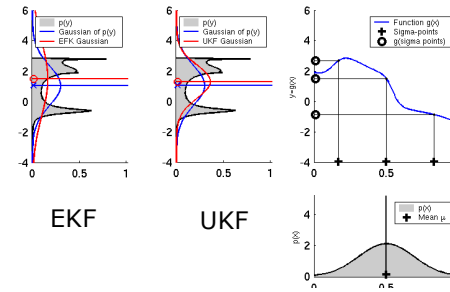 6
4
2
0
-2
-4
0
0.5
1
p(y)
Gaussian of p(y)
EFK Gaussian
EKF
6
4
2
0
-2
-4
0
0.5
1
p(y)
Gaussian of p(y)
UKF Gaussian
UKF
6
4
2
0
-2
-4
y=g(x)
0
0.5
Function g(x)
Sigma-points
g(sigma points)
4
2
0
p(x)
p(x)
Mean μ
0
0.5